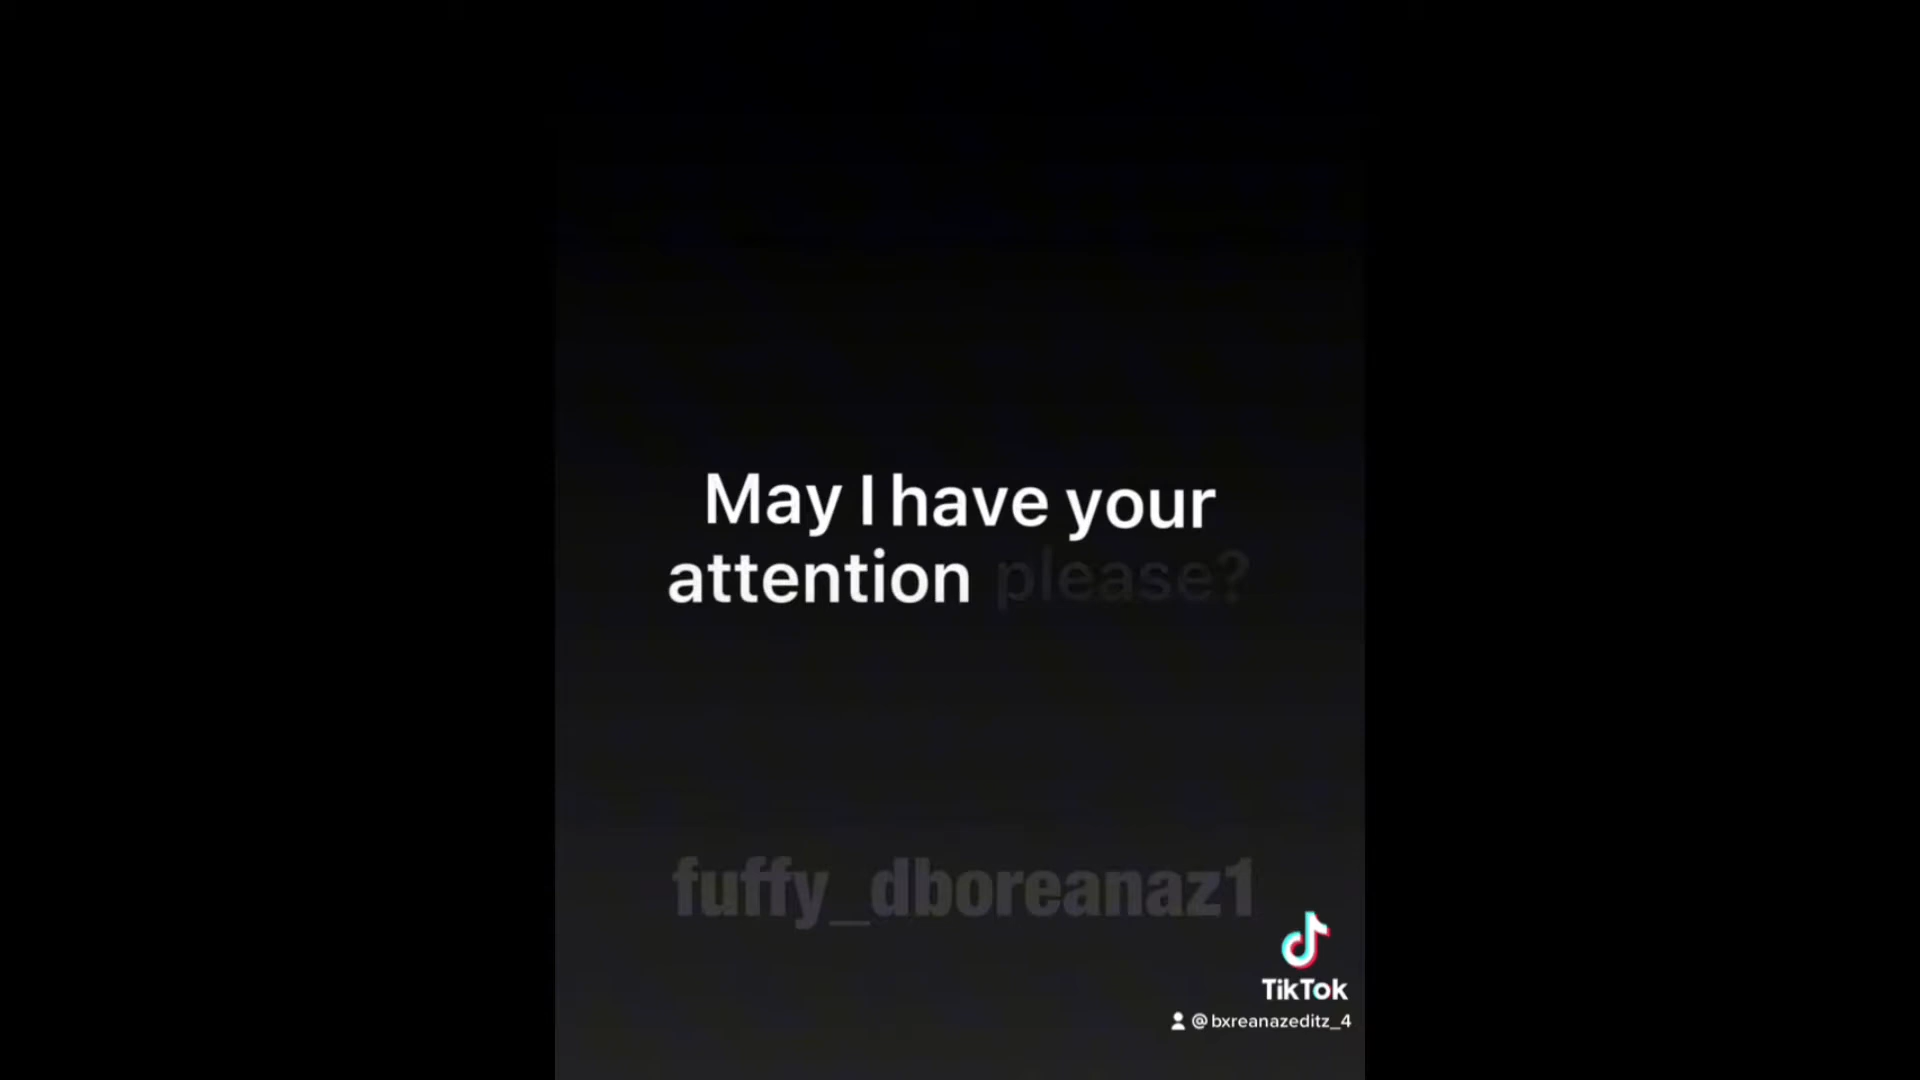 May I have your
attention please?
fuffy_dboreanaz1
TikTok
@bxreanazeditz_4